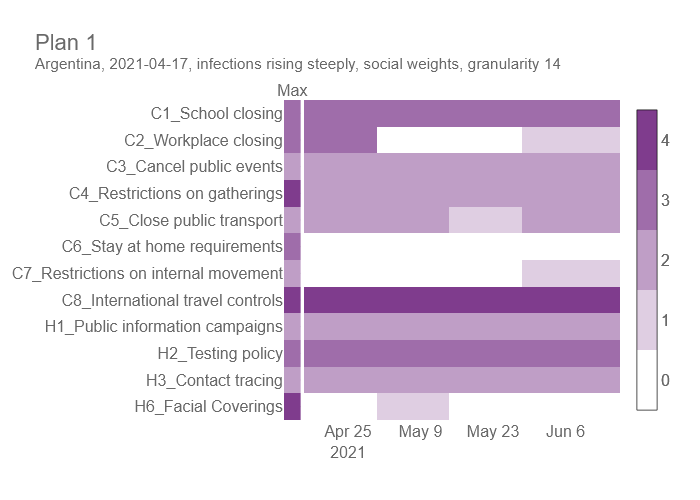 Plan 1
Argentina, 2021-04-17, infections rising steeply, social weights, granularity 14
Max
C1_School closing
C2_Workplace closing
C3_Cancel public events
C4_Restrictions on gatherings
C5_Close public transport
C6_Stay at home requirements
C7_Restrictions on internal movement
C8_International travel controls
H1_Public information campaigns
H2_Testing policy
H3_Contact tracing
H6_Facial Coverings
4
3
2
1
0
Apr 25 May 9 May 23 Jun 6
2021